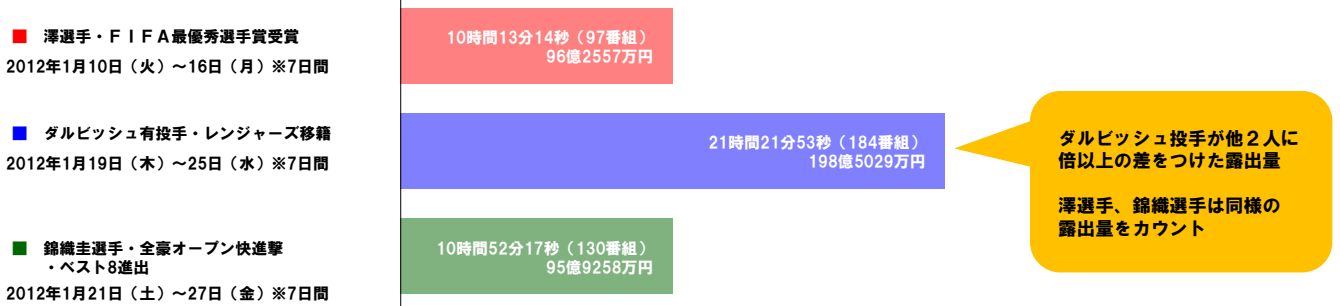 ■ 澤選手・ＦＩＦＡ最優秀選手賞受賞
2012年1月10日（火）～16日（月）※7日間
10時間13分14秒（97番組）
96億2557万円
■ ダルビッシュ有投手・レンジャーズ移籍
2012年1月19日（木）～25日（水）※7日間
21時間21分53秒（184番組）
198億5029万円
■ 錦織圭選手・全豪オープン快進撃
・ベスト8進出
2012年1月21日（土）～27日（金）※7日間
10時間52分17秒（130番組）
95億9258万円
ダルビッシュ投手が他２人に
倍以上の差をつけた露出量
澤選手、錦織選手は同様の
露出量をカウント